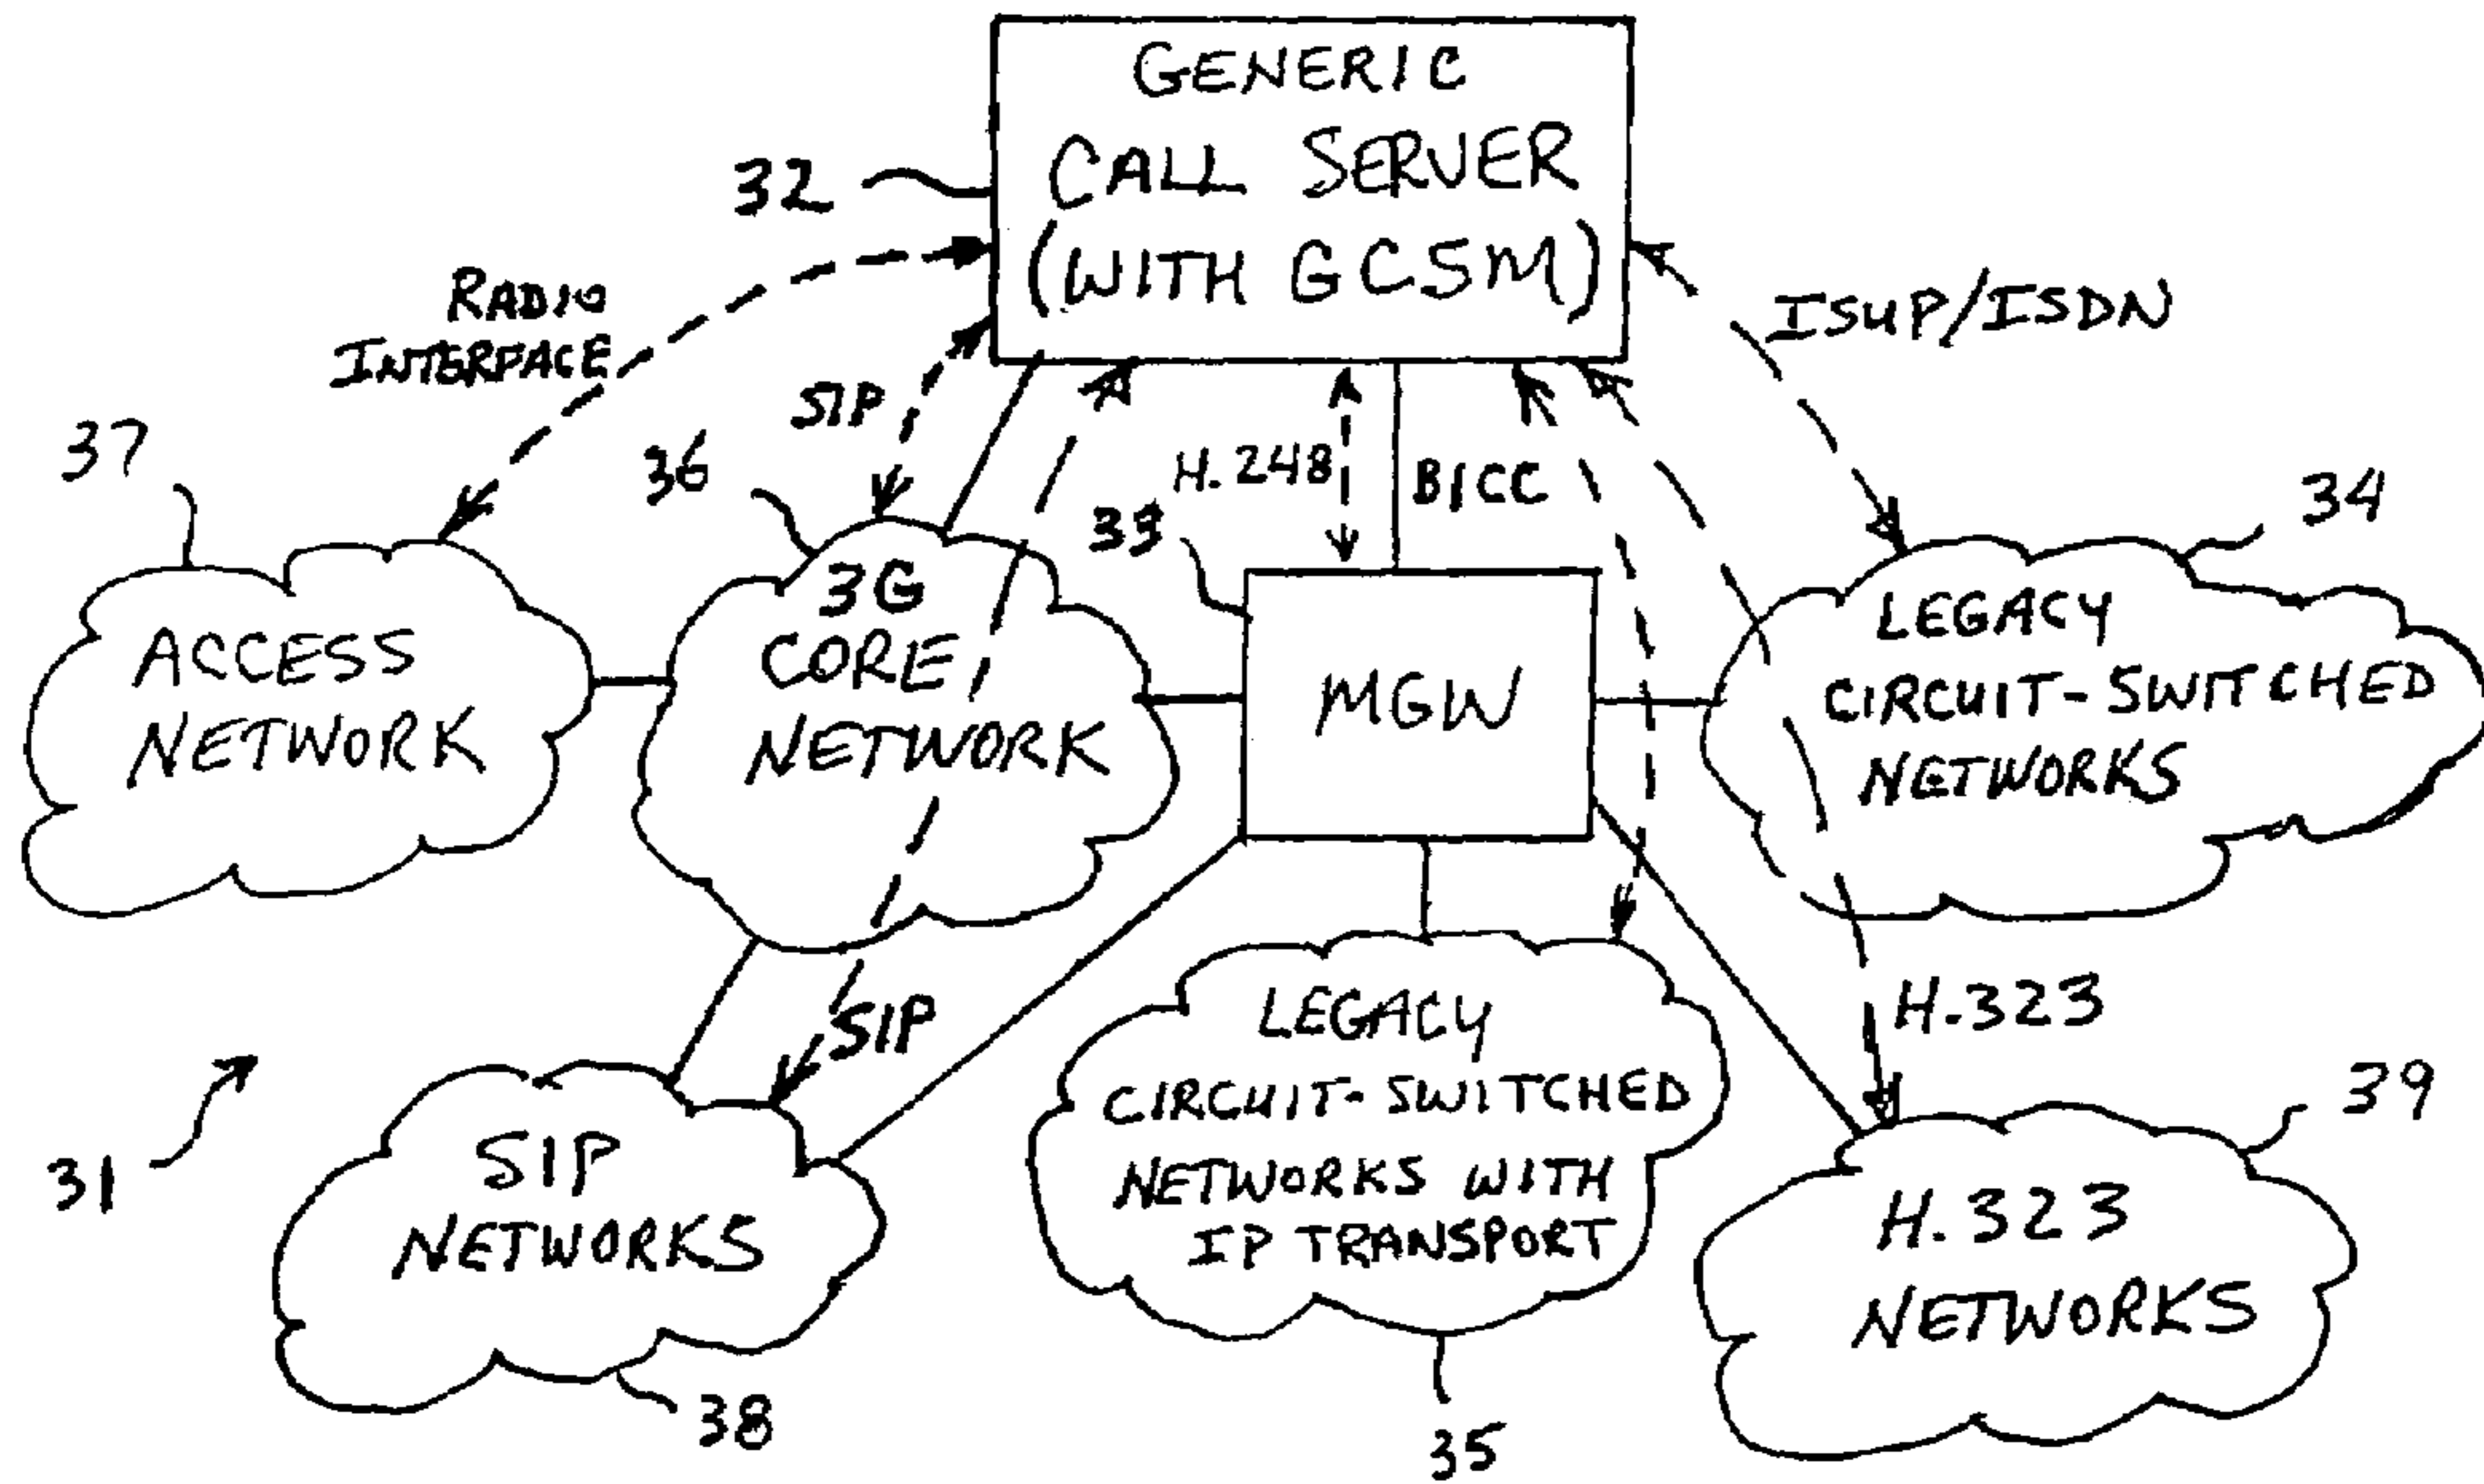 GENERIC
CALL SERVER
(WITH GCSM)
32
RADIO
INTERFACE
ISUP/ISDN
SIP
37
36
H.248
BICC
33
34
3G
CORE
NETWORK
ACCESS
NETWORK
MGW
LEGACY
CIRCUIT-SWITCHED
NETWORKS
SIP
LEGACY
CIRCUIT-SWITCHED
NETWORKS WITH
IP TRANSPORT
H.323
39
31
SIP
NETWORKS
H.323
NETWORKS
38
35